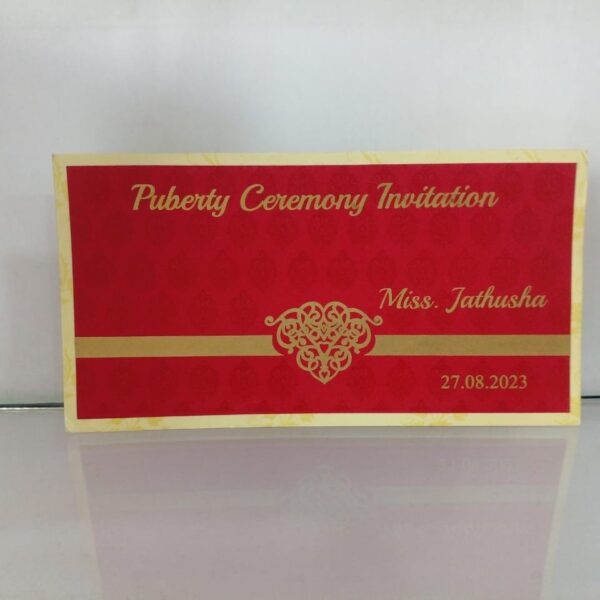 Puberty Ceremony Invitation
Miss. Jathusha
27.08.2023